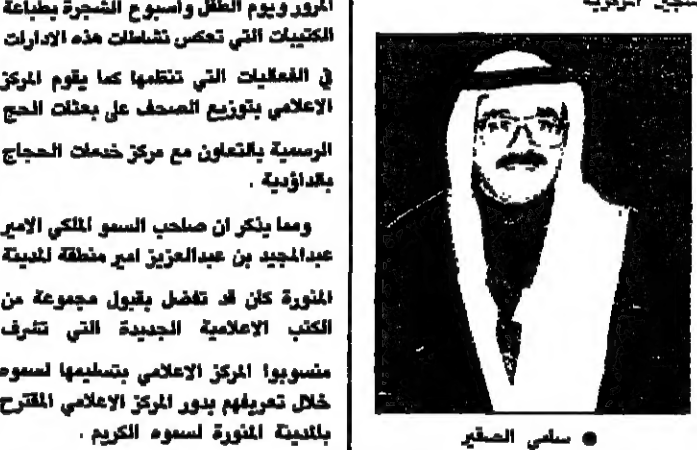 المرور ويوم الطفل وأسبوع الشجرة بطباعة
الكتيبات التي تعكس نشاطات هذه الادارات
في الفعاليات التي تنظمها كما يقوم المركز
الاعلامي بتوزيع الصحف على بعثات الحج
الرسمية بالتعاون مع مركز خدمات الحجاج
بالداؤدية .
ومما يذكر ان صاحب السمو الملكي الامير
عبدالمجيد بن عبدالعزيز امير منطقة المدينة
المنورة كان قد تفضل بقبول مجموعة من
الكتب الاعلامية الجديدة التي تشرف
منسوبوا المركز الاعلامي بتسليمها لسموه
خلال تعريفهم بدور المركز الاعلامي المقترح
بالمدينة المنورة لسموه الكريم .
سامي الصقير